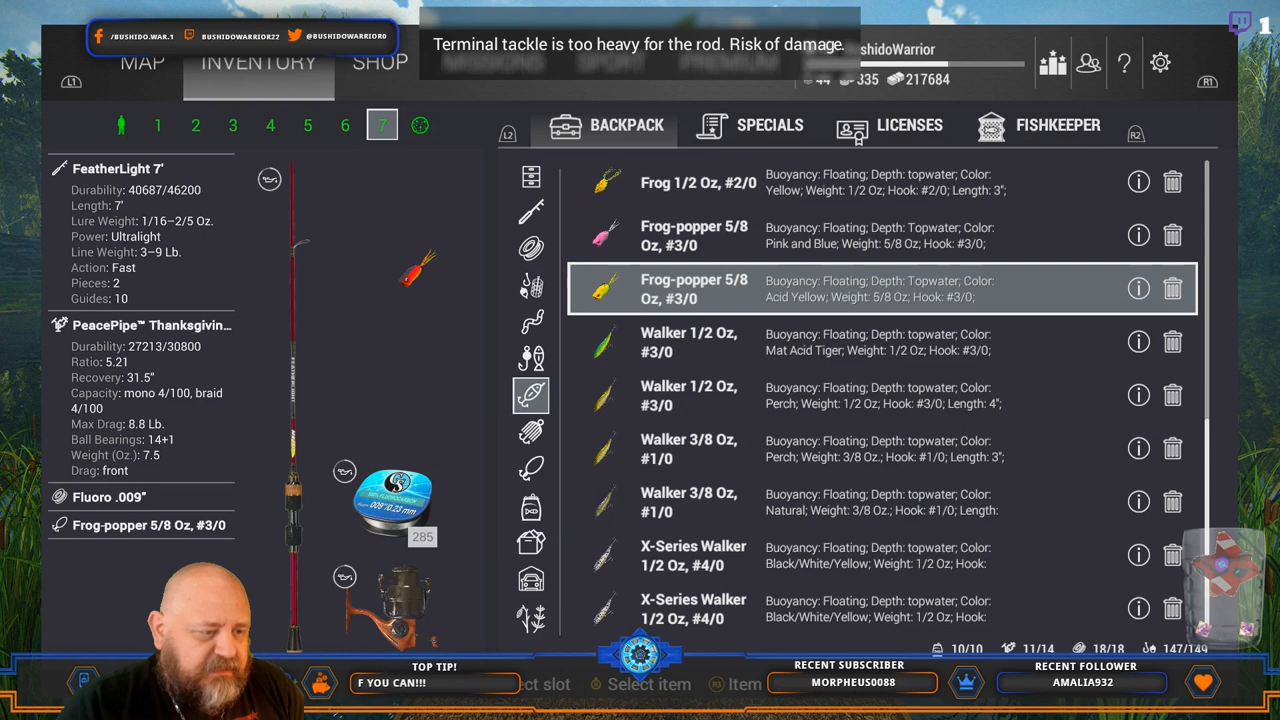 /BUSHIDO.WAR.1 BUSHIDOWARRIOR22 @BUSHIDOWARRIOR0
Terminal tackle is too heavy for the rod. Risk of damage.
1
MAP INVENTORY SHOP MISSIONS SPORT PREMIUM
shidoWarrior
44 335 217684
L1 R1
1 2 3 4 5 6 7
L2 BACKPACK SPECIALS LICENSES FISHKEEPER R2
FeatherLight 7'
Durability: 40687/46200
Length: 7'
Lure Weight: 1/16–2/5 Oz.
Power: Ultralight
Line Weight: 3–9 Lb.
Action: Fast
Pieces: 2
Guides: 10
PeacePipe™ Thanksgivin...
Durability: 27213/30800
Ratio: 5.21
Recovery: 31.5"
Capacity: mono 4/100, braid
4/100
Max Drag: 8.8 Lb.
Ball Bearings: 14+1
Weight (Oz.): 7.5
Drag: front
Fluoro .009"
Frog-popper 5/8 Oz, #3/0
FEATHERLIGHT
100% FLUOROCARBON
.009"/0.23 mm
285
Frog 1/2 Oz, #2/0
Buoyancy: Floating; Depth: topwater; Color:
Yellow; Weight: 1/2 Oz; Hook: #2/0; Length: 3";
Frog-popper 5/8
Oz, #3/0
Buoyancy: Floating; Depth: Topwater; Color:
Pink and Blue; Weight: 5/8 Oz; Hook: #3/0;
Frog-popper 5/8
Oz, #3/0
Buoyancy: Floating; Depth: Topwater; Color:
Acid Yellow; Weight: 5/8 Oz; Hook: #3/0;
Walker 1/2 Oz,
#3/0
Buoyancy: Floating; Depth: topwater; Color:
Mat Acid Tiger; Weight: 1/2 Oz; Hook: #3/0;
Walker 1/2 Oz,
#3/0
Buoyancy: Floating; Depth: topwater; Color:
Perch; Weight: 1/2 Oz; Hook: #3/0; Length: 4";
Walker 3/8 Oz,
#1/0
Buoyancy: Floating; Depth: topwater; Color:
Perch; Weight: 3/8 Oz.; Hook: #1/0; Length: 3";
Walker 3/8 Oz,
#1/0
Buoyancy: Floating; Depth: topwater; Color:
Natural; Weight: 3/8 Oz.; Hook: #1/0; Length:
X-Series Walker
1/2 Oz, #4/0
Buoyancy: Floating; Depth: topwater; Color:
Black/White/Yellow; Weight: 1/2 Oz; Hook:
X-Series Walker
1/2 Oz, #4/0
Buoyancy: Floating; Depth: topwater; Color:
Black/White/Yellow; Weight: 1/2 Oz; Hook:
10/10 11/14 18/18 147/149
TOP TIP!
F YOU CAN!!!
ect slot Select item R3 Item
RECENT SUBSCRIBER
MORPHEUS0088
RECENT FOLLOWER
AMALIA932